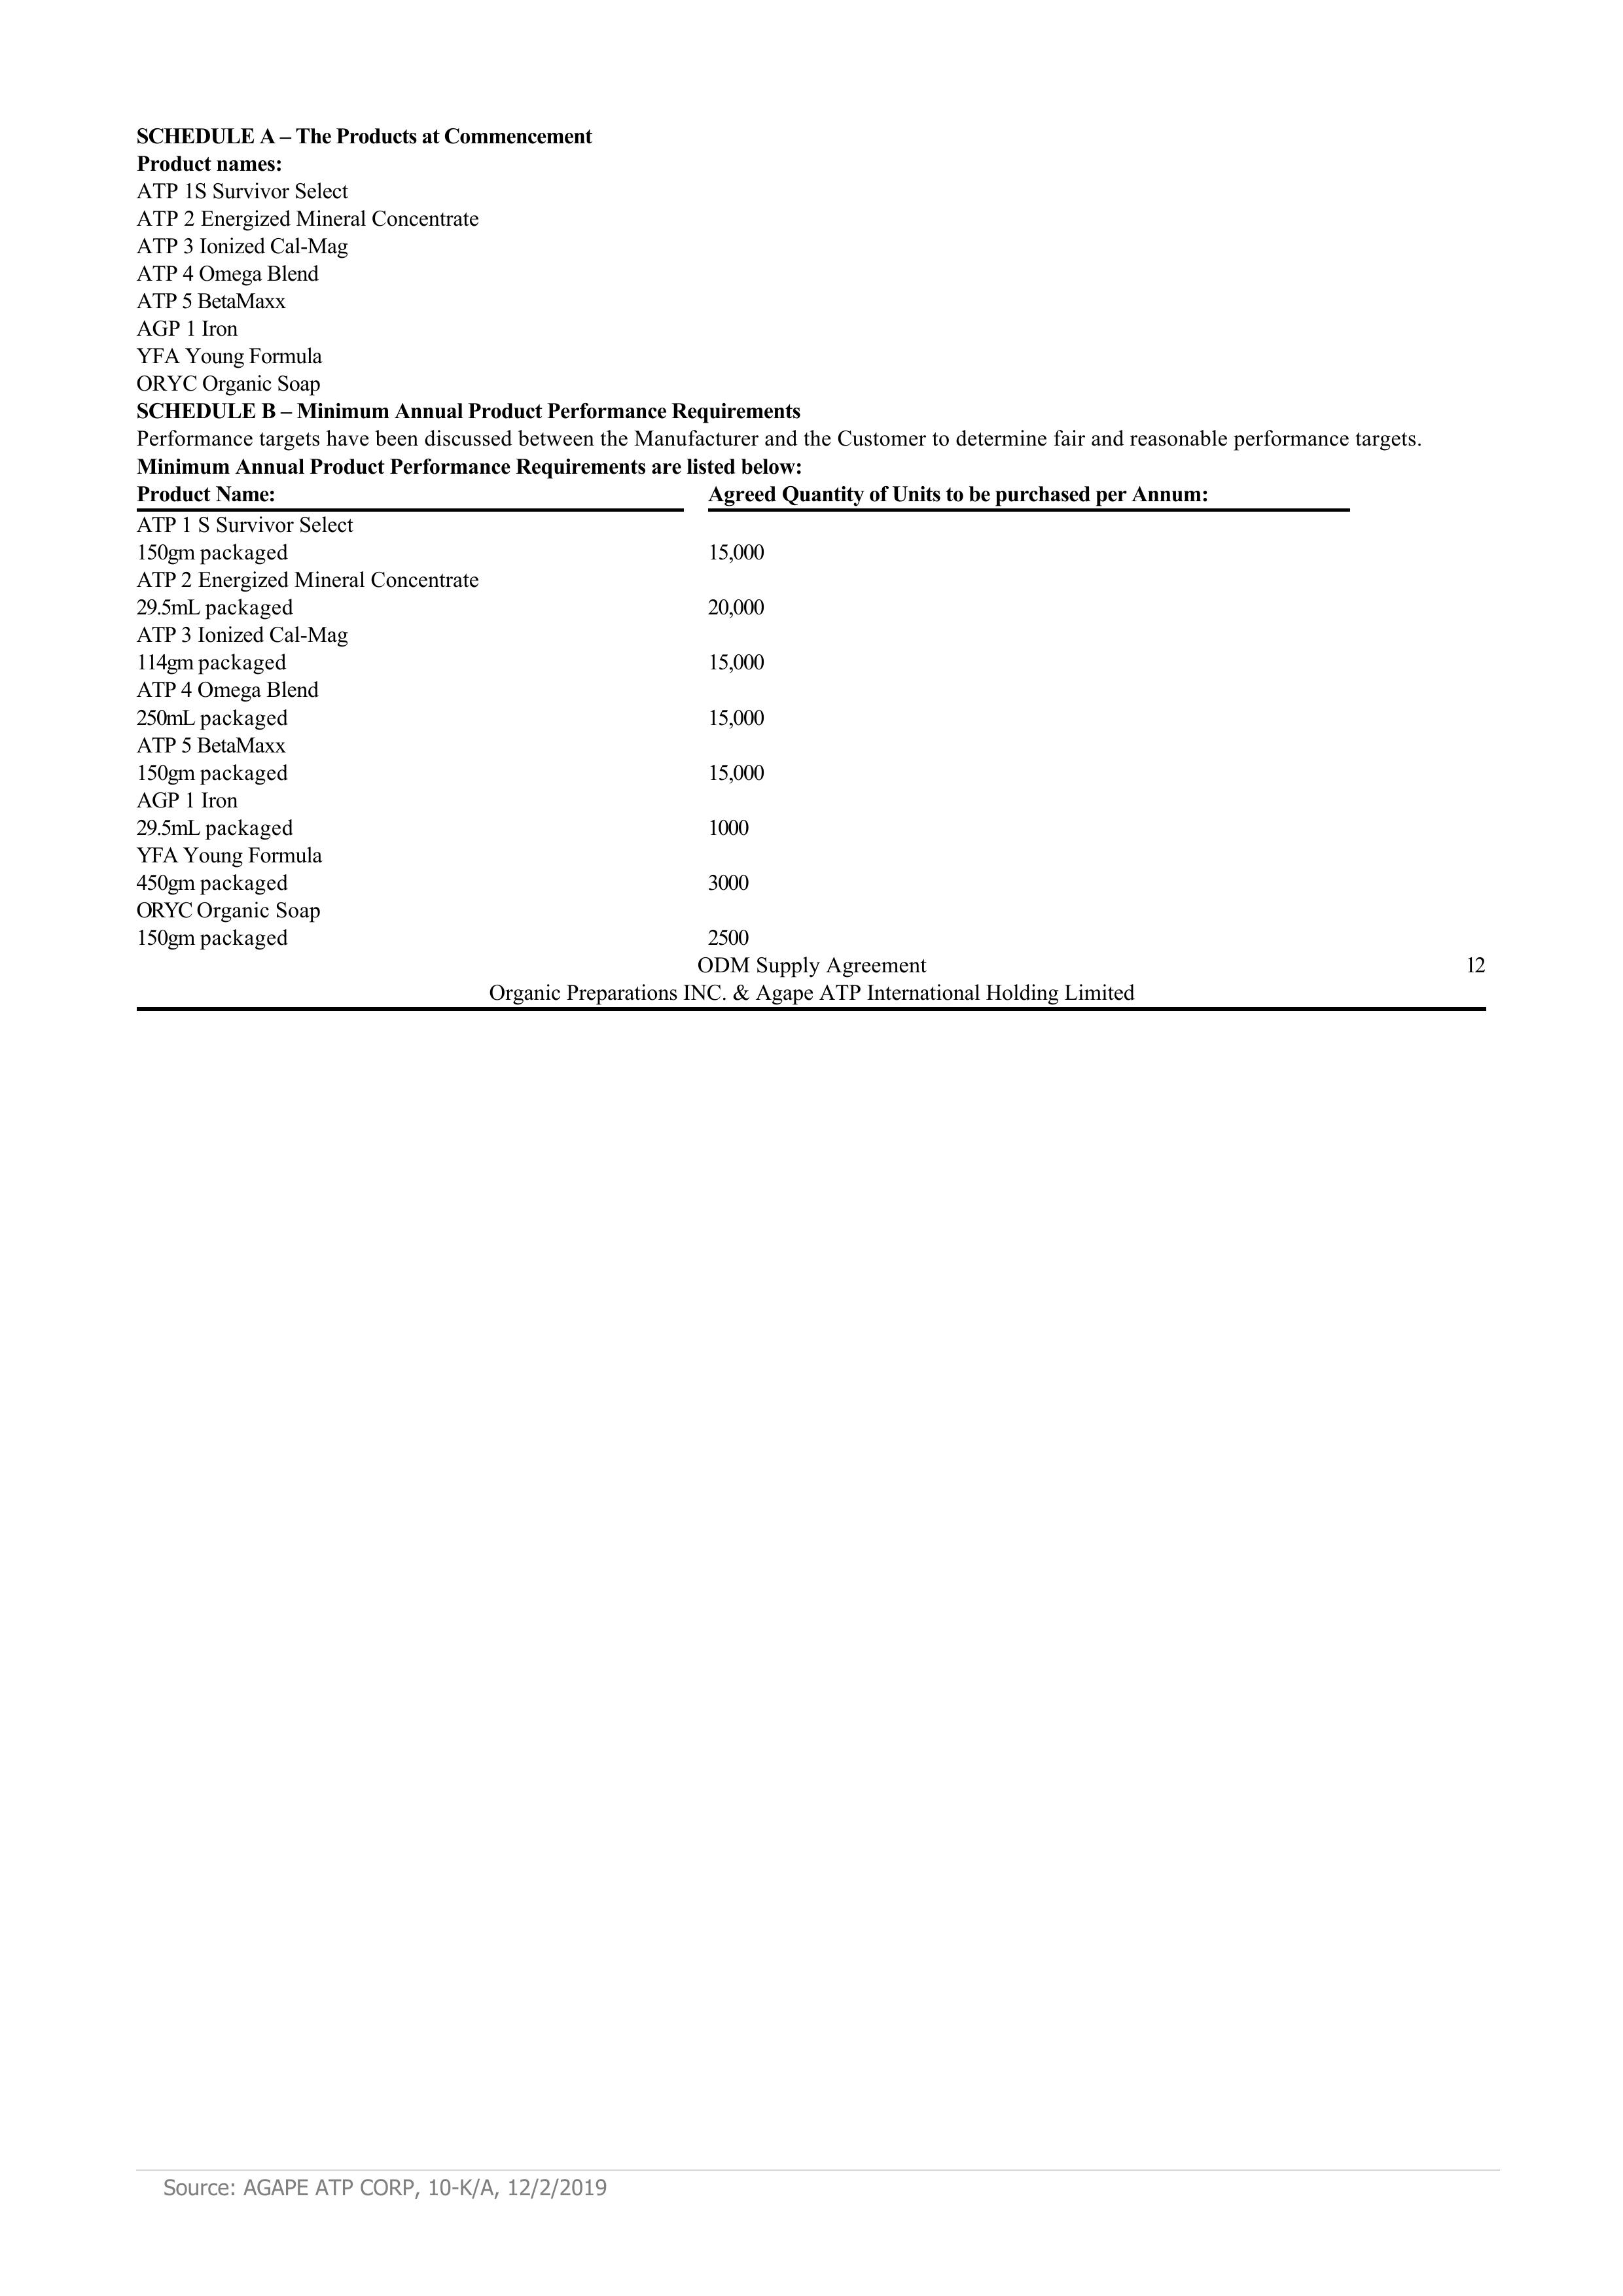 SCHEDULE A – The Products at Commencement
Product names:
ATP 1S Survivor Select
ATP 2 Energized Mineral Concentrate
ATP 3 Ionized Cal-Mag
ATP 4 Omega Blend
ATP 5 BetaMaxx
AGP 1 Iron
YFA Young Formula
ORYC Organic Soap
SCHEDULE B – Minimum Annual Product Performance Requirements
Performance targets have been discussed between the Manufacturer and the Customer to determine fair and reasonable performance targets.
Minimum Annual Product Performance Requirements are listed below:
Product Name: Agreed Quantity of Units to be purchased per Annum:
ATP 1 S Survivor Select
150gm packaged 15,000
ATP 2 Energized Mineral Concentrate
29.5mL packaged 20,000
ATP 3 Ionized Cal-Mag
114gm packaged 15,000
ATP 4 Omega Blend
250mL packaged 15,000
ATP 5 BetaMaxx
150gm packaged 15,000
AGP 1 Iron
29.5mL packaged 1000
YFA Young Formula
450gm packaged 3000
ORYC Organic Soap
150gm packaged 2500
ODM Supply Agreement 12
Organic Preparations INC. & Agape ATP International Holding Limited
Source: AGAPE ATP CORP, 10-K/A, 12/2/2019